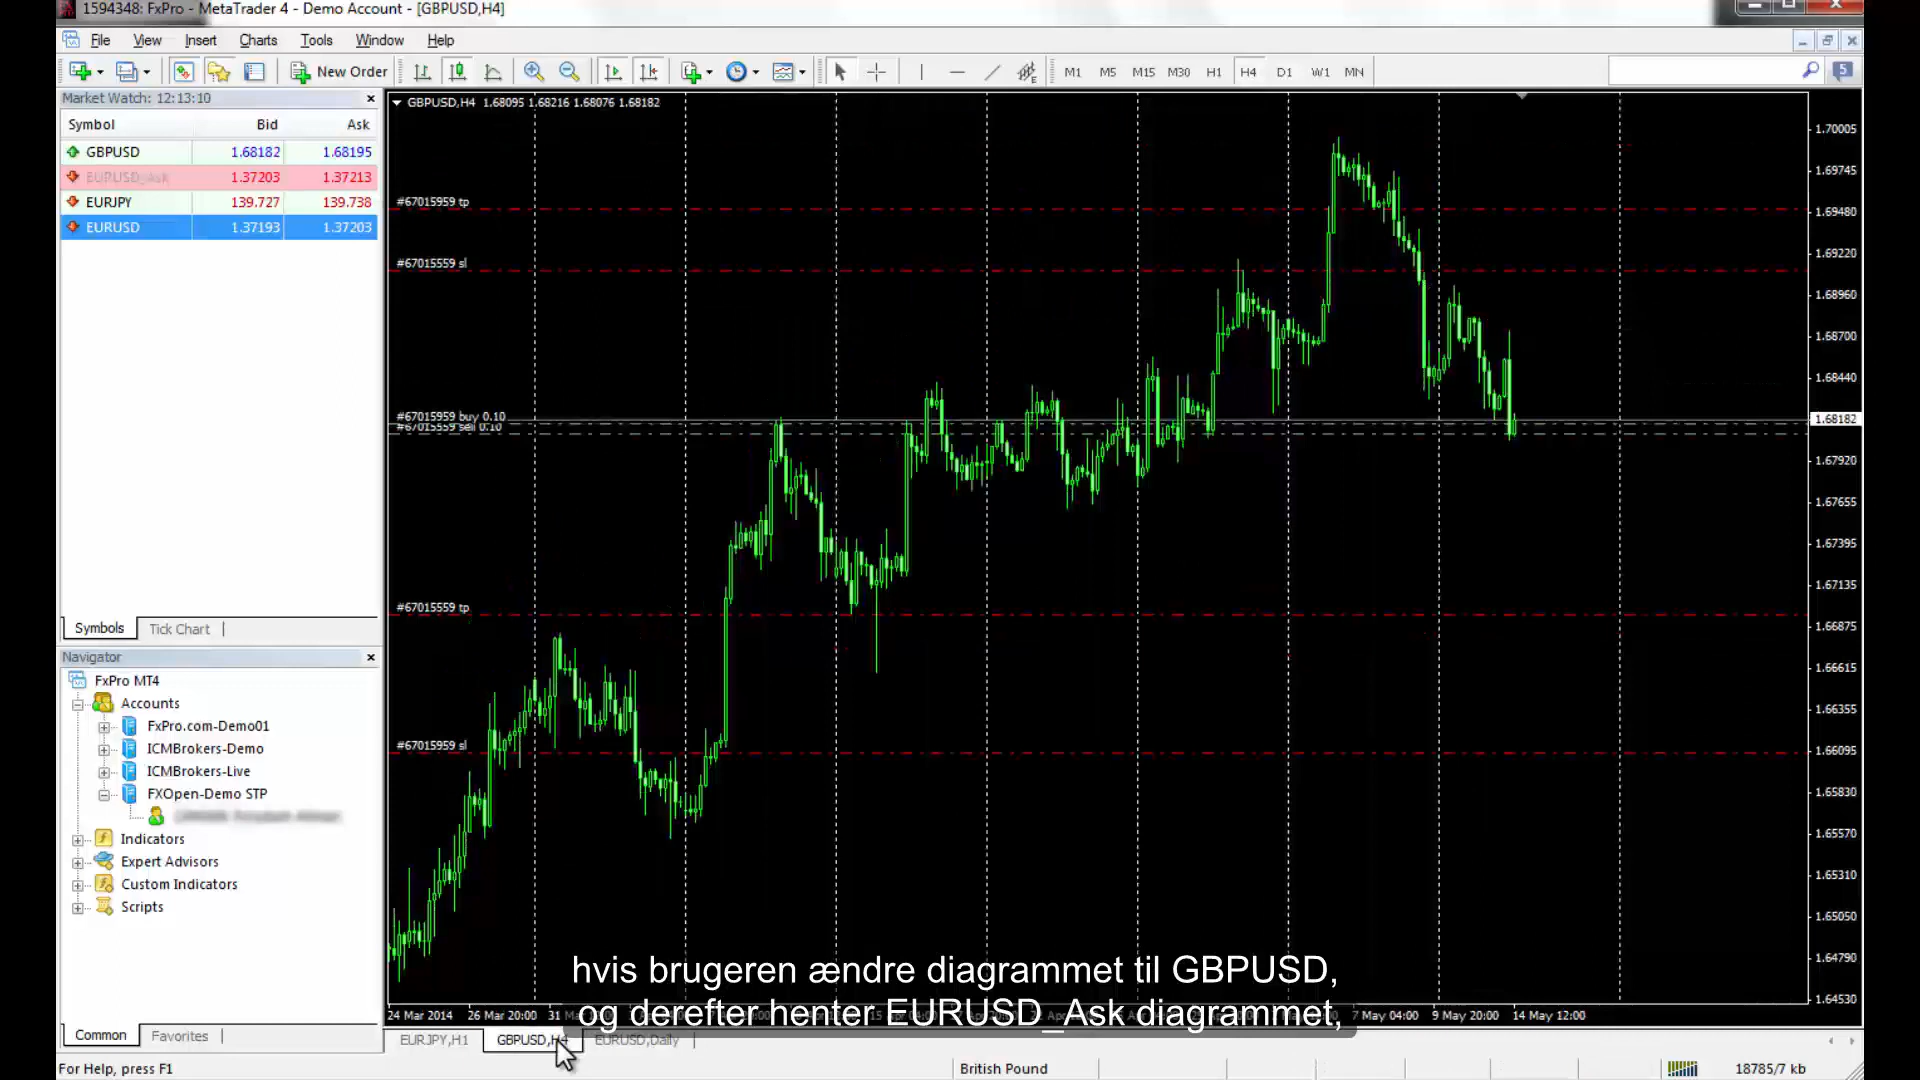 1594348: FxPro - MetaTrader 4 - Demo Account - [GBPUSD,H4]
File View Insert Charts Tools Window Help
New Order M1 M5 M15 M30 H1 H4 D1 W1 MN 5
Market Watch: 12:13:10
Symbol Bid Ask
GBPUSD 1.68182 1.68195
EURUSD_Ask 1.37203 1.37213
EURJPY 139.727 139.738
EURUSD 1.37193 1.37203
Symbols Tick Chart
Navigator
FxPro MT4
Accounts
FxPro.com-Demo01
ICMBrokers-Demo
ICMBrokers-Live
FXOpen-Demo STP
Indicators
Expert Advisors
Custom Indicators
Scripts
Common Favorites
GBPUSD,H4 1.68095 1.68216 1.68076 1.68182
#67015959 tp
#67015559 sl
#67015959 buy 0.10
#67015559 sell 0.10
#67015559 tp
#67015959 sl
1.70005
1.69745
1.69480
1.69220
1.68960
1.68700
1.68440
1.68182
1.67920
1.67655
1.67395
1.67135
1.66875
1.66615
1.66355
1.66095
1.65830
1.65570
1.65310
1.65050
1.64790
1.64530
hvis brugeren ændre diagrammet til GBPUSD,
og derefter henter EURUSD_Ask diagrammet,
24 Mar 2014 26 Mar 20:00 7 May 04:00 9 May 20:00 14 May 12:00
EURJPY,H1 GBPUSD,H4 EURUSD,Daily
For Help, press F1 British Pound 18785/7 kb